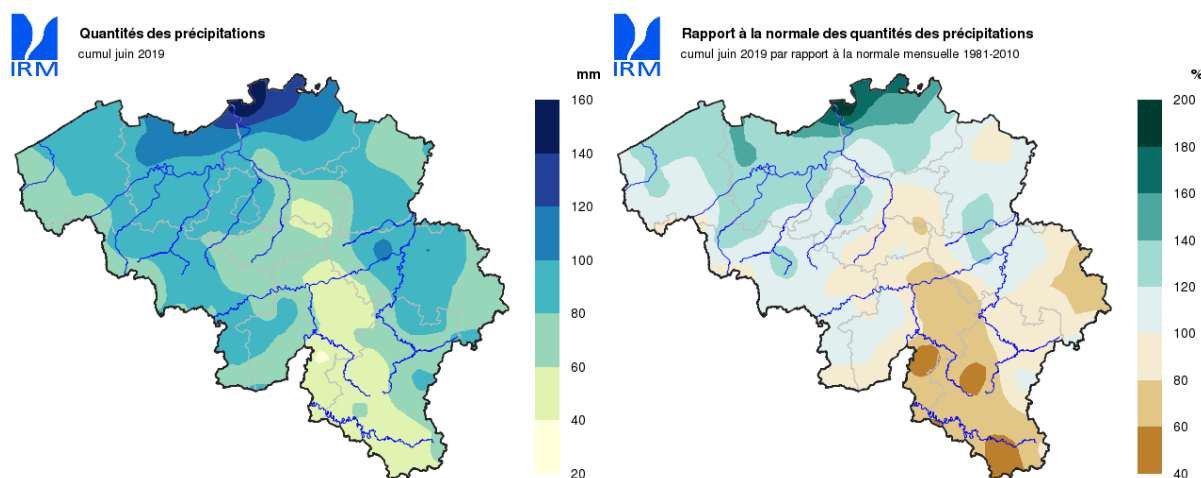 IRM
Quantités des précipitations
cumul juin 2019
mm
160
140
120
100
80
60
40
20
IRM
Rapport à la normale des quantités des précipitations
cumul juin 2019 par rapport à la normale mensuelle 1981-2010
%
200
180
160
140
120
100
80
60
40